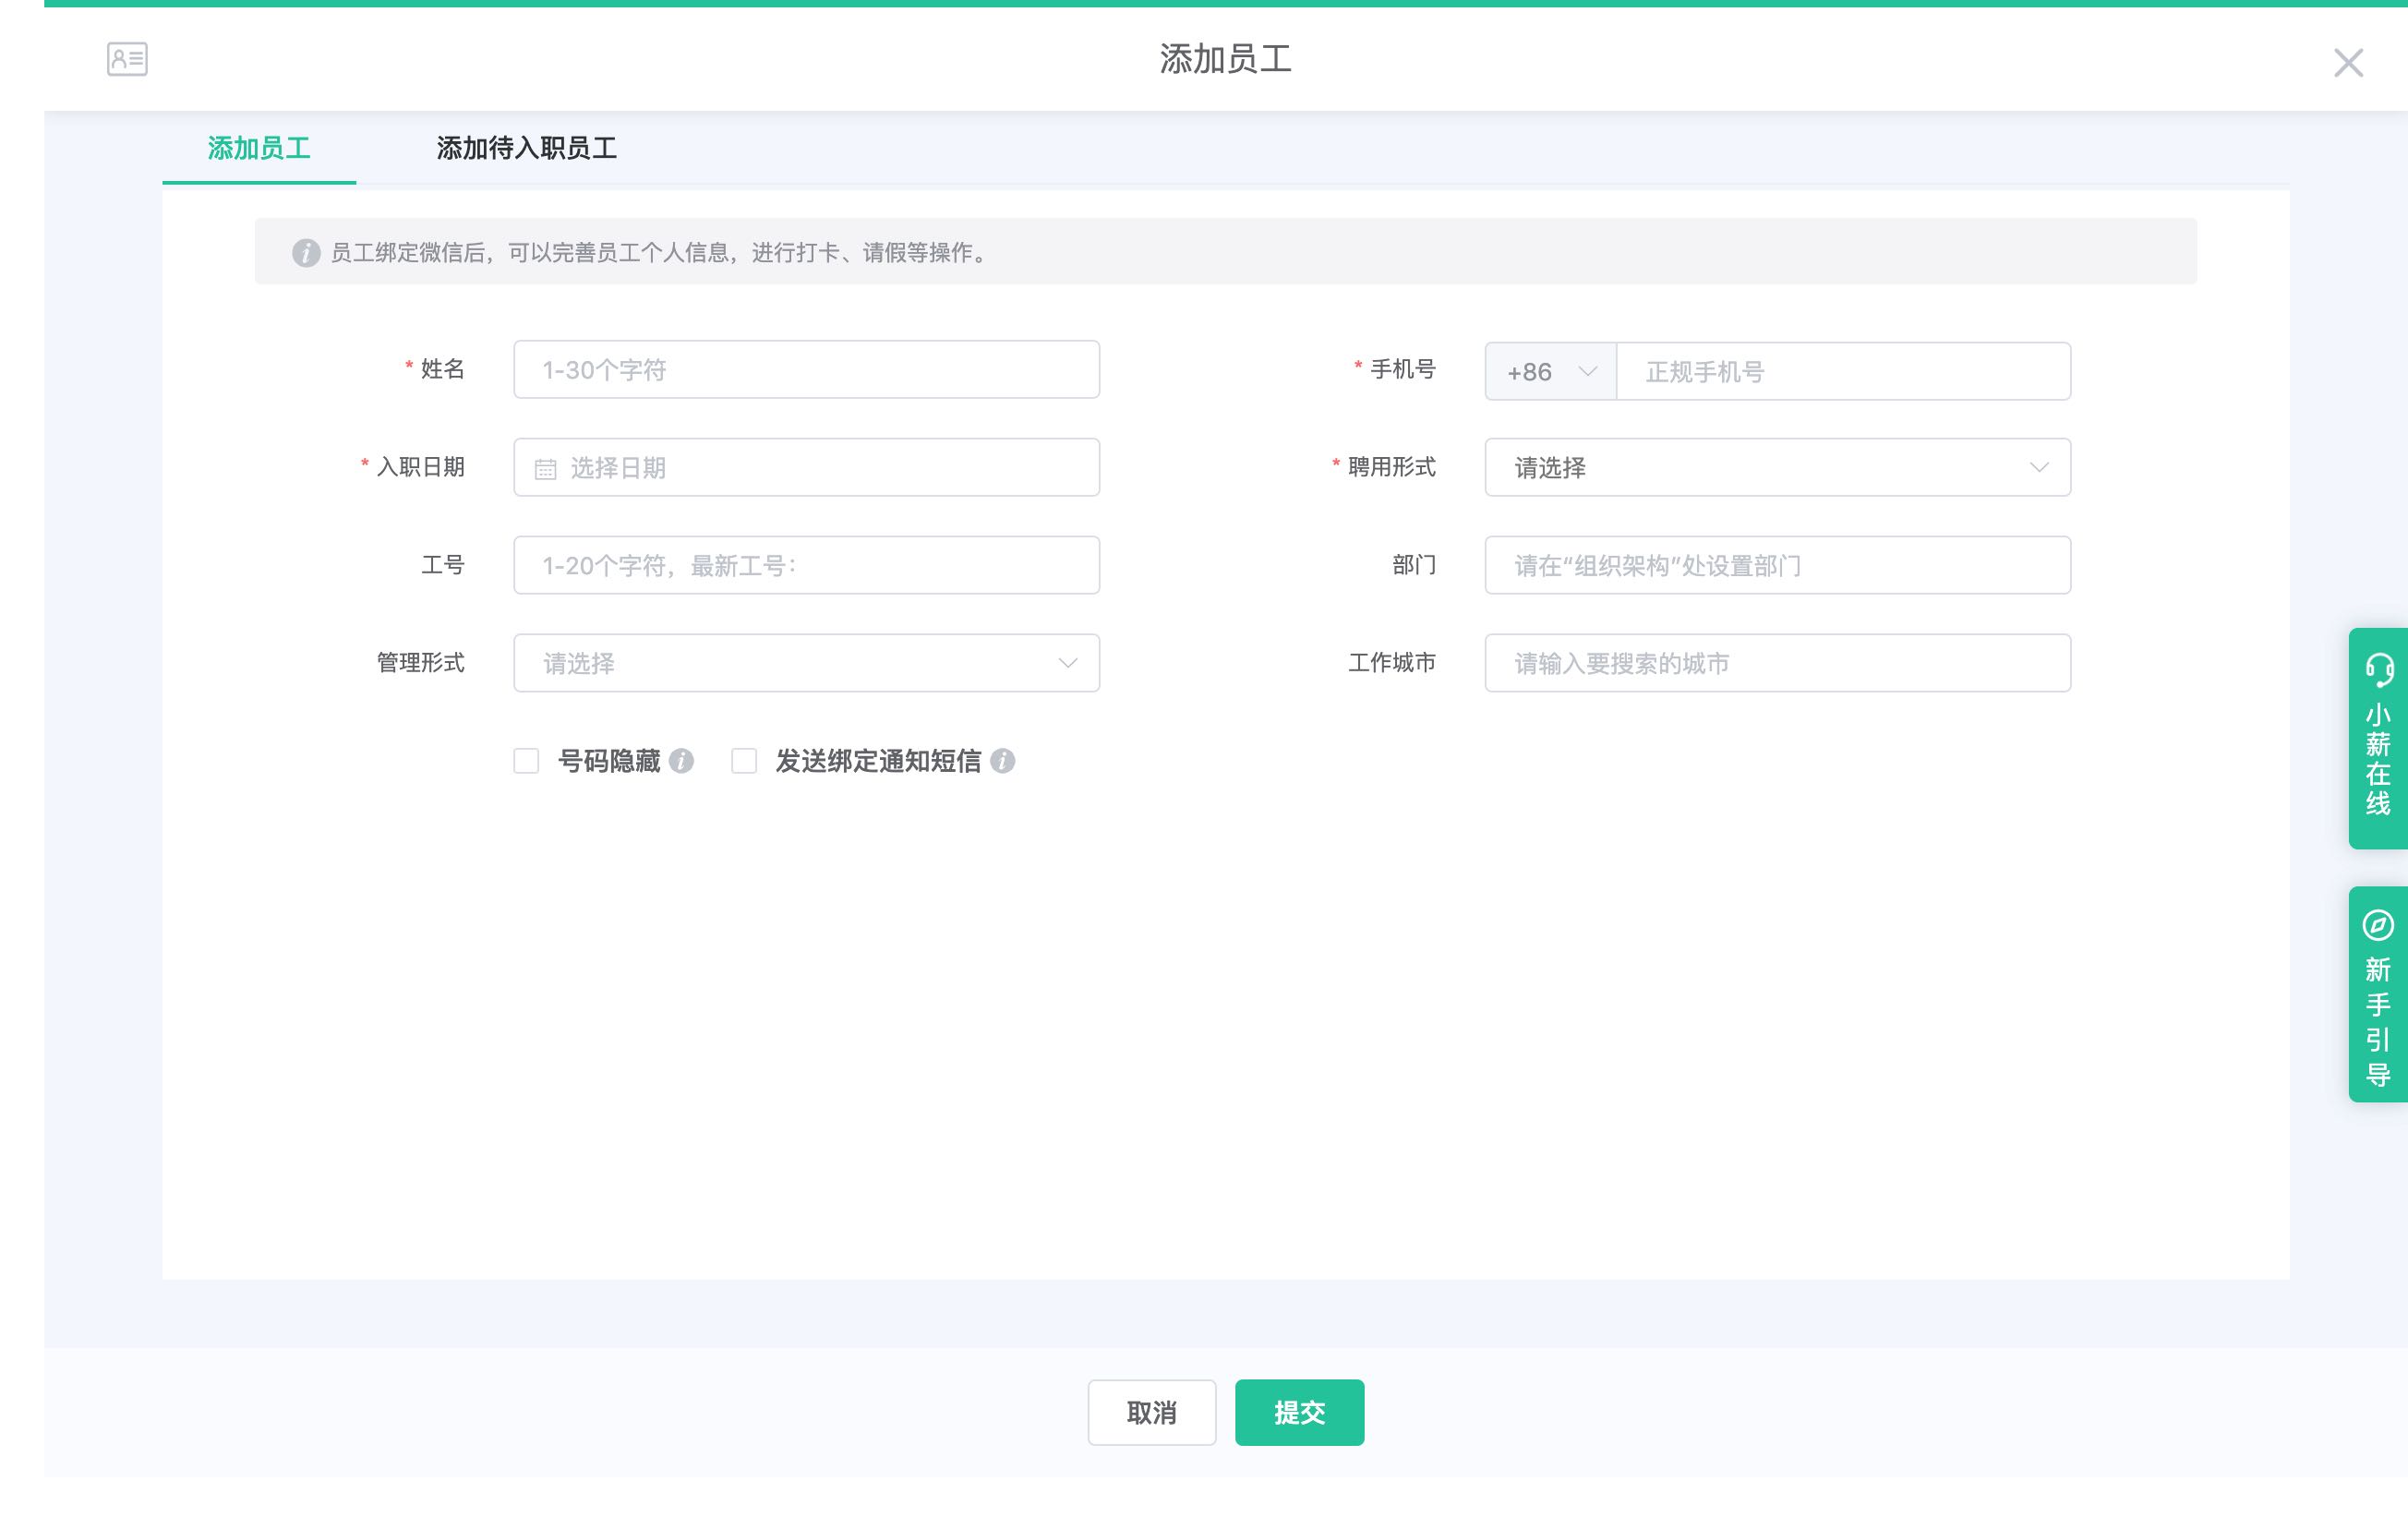 添加员工
添加员工 添加待入职员工
员工绑定微信后，可以完善员工个人信息，进行打卡、请假等操作。
* 姓名 1-30个字符 * 手机号 +86 正规手机号
* 入职日期 选择日期 * 聘用形式 请选择
工号 1-20个字符，最新工号： 部门 请在“组织架构”处设置部门
管理形式 请选择 工作城市 请输入要搜索的城市
号码隐藏 发送绑定通知短信
小薪在线
新手引导
取消 提交